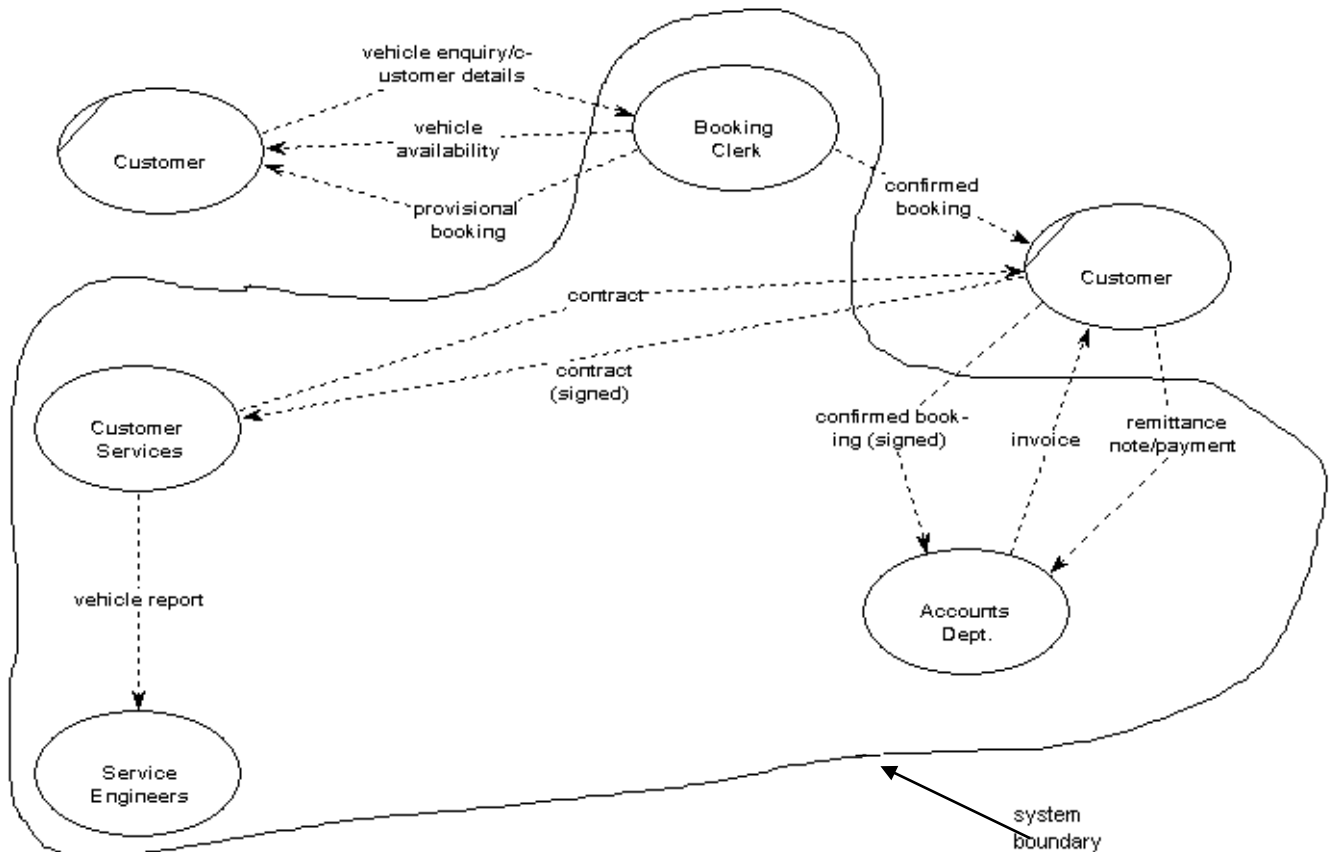 vehicle enquiry/c-
ustomer details
Customer
vehicle
availability
Booking
Clerk
provisional
booking
confirmed
booking
Customer
contract
contract
(signed)
Customer
Services
confirmed book-
ing (signed)
invoice
remittance
note/payment
vehicle report
Accounts
Dept.
Service
Engineers
system
boundary